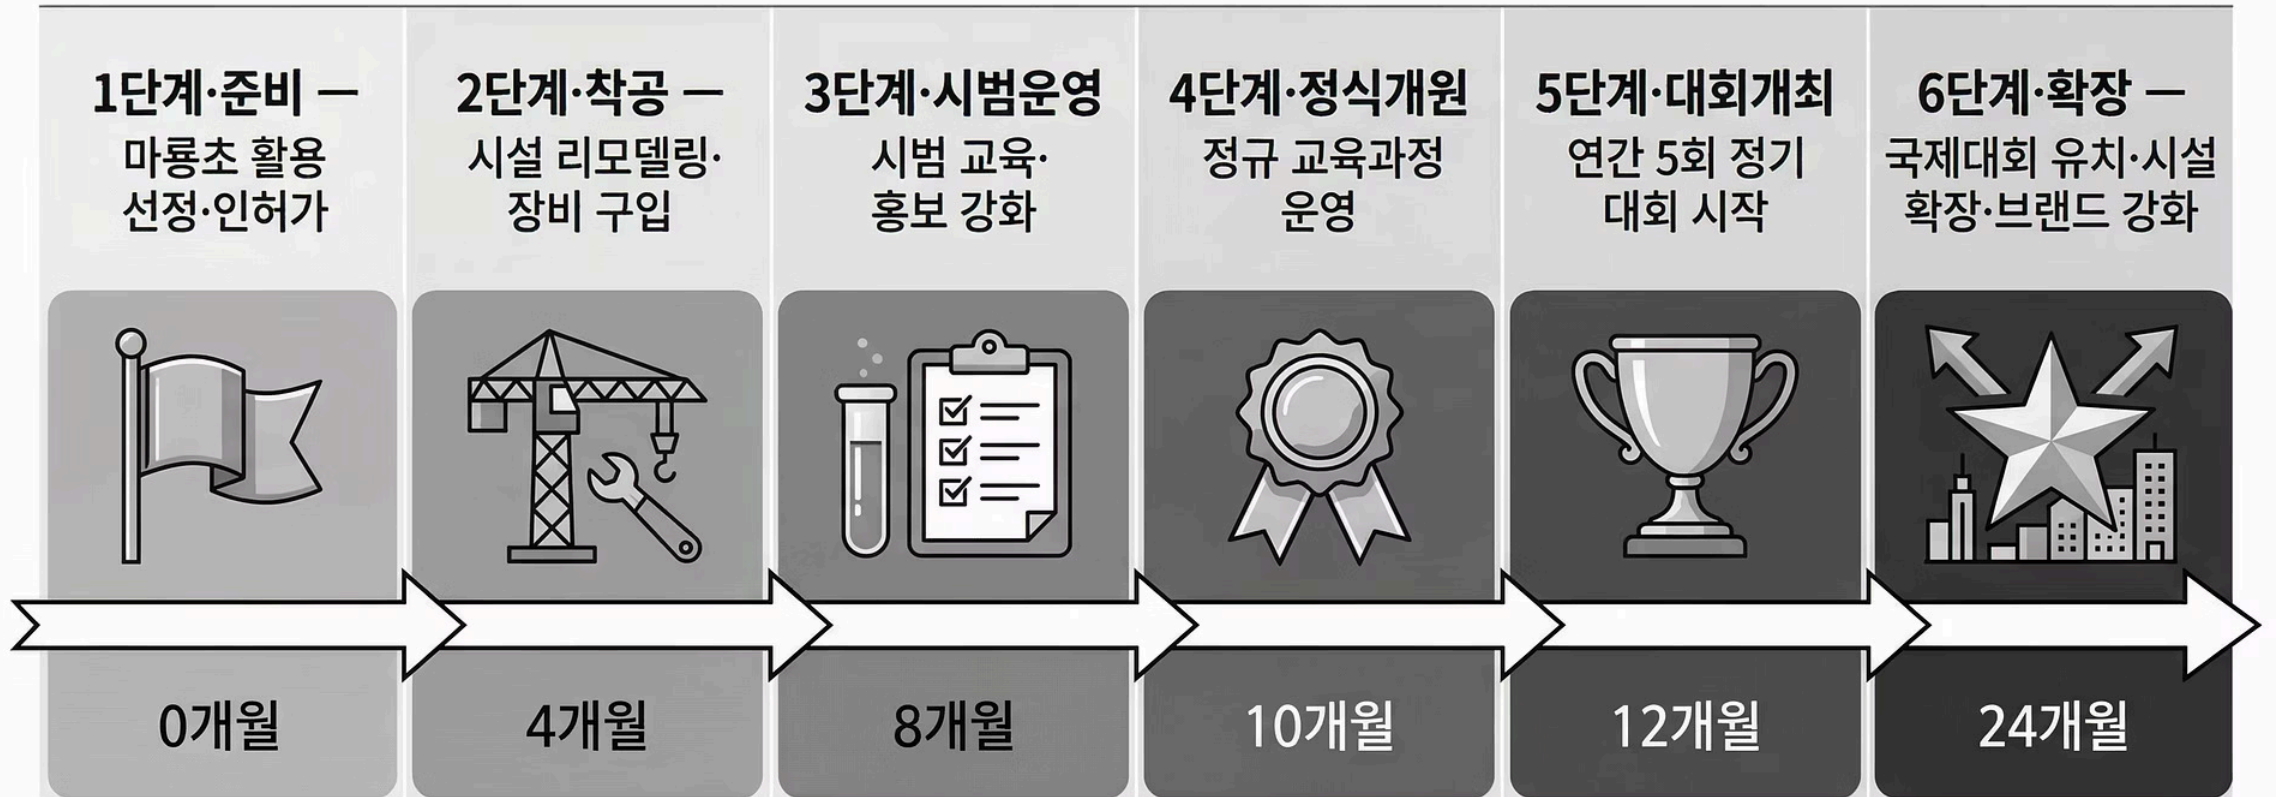 1단계·준비 —
마룡초 활용
선정·인허가
2단계·착공 —
시설 리모델링·
장비 구입
3단계·시범운영
시범 교육·
홍보 강화
4단계·정식개원
정규 교육과정
운영
5단계·대회개최
연간 5회 정기
대회 시작
6단계·확장 —
국제대회 유치·시설
확장·브랜드 강화
0개월
4개월
8개월
10개월
12개월
24개월